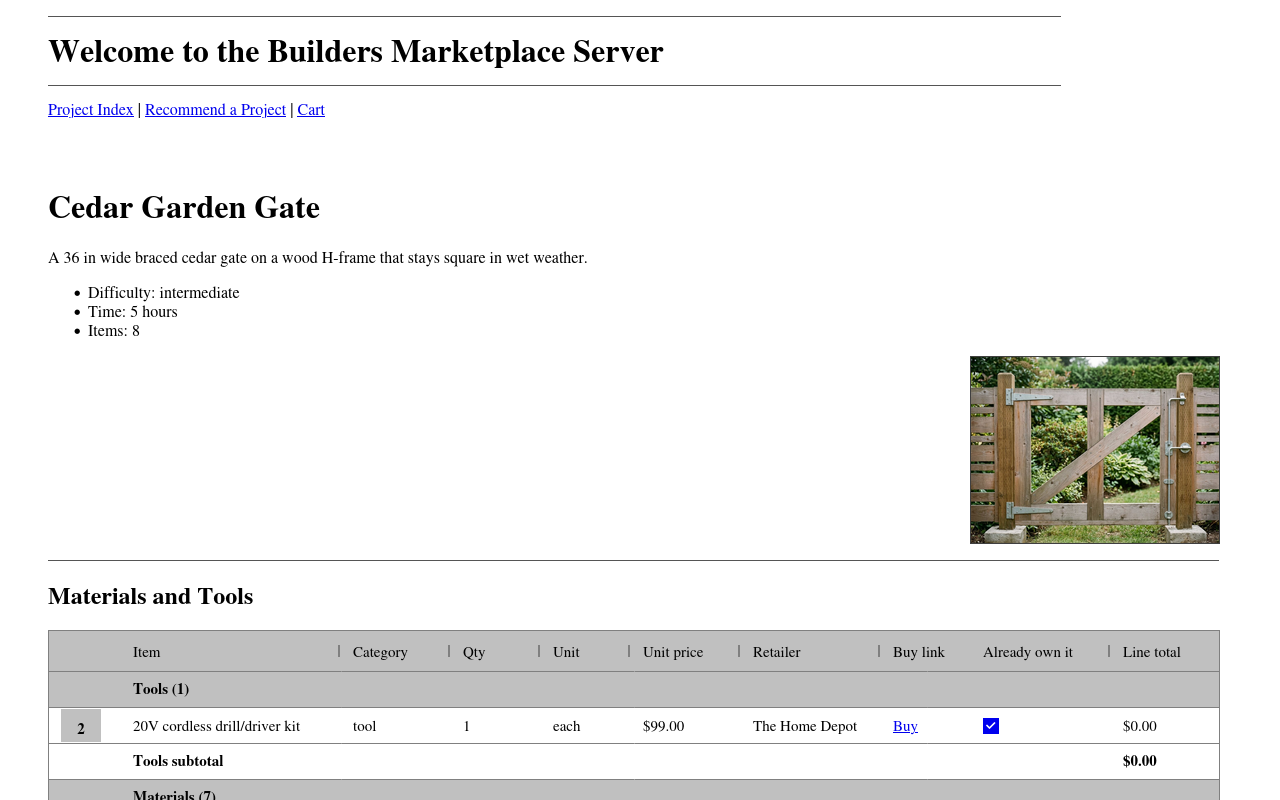 Welcome to the Builders Marketplace Server
Project Index | Recommend a Project | Cart
Cedar Garden Gate
A 36 in wide braced cedar gate on a wood H-frame that stays square in wet weather.
Difficulty: intermediate
Time: 5 hours
Items: 8
Materials and Tools
Item Category Qty Unit Unit price Retailer Buy link Already own it Line total
Tools (1)
2 20V cordless drill/driver kit tool 1 each $99.00 The Home Depot Buy $0.00
Tools subtotal $0.00
Materials (7)